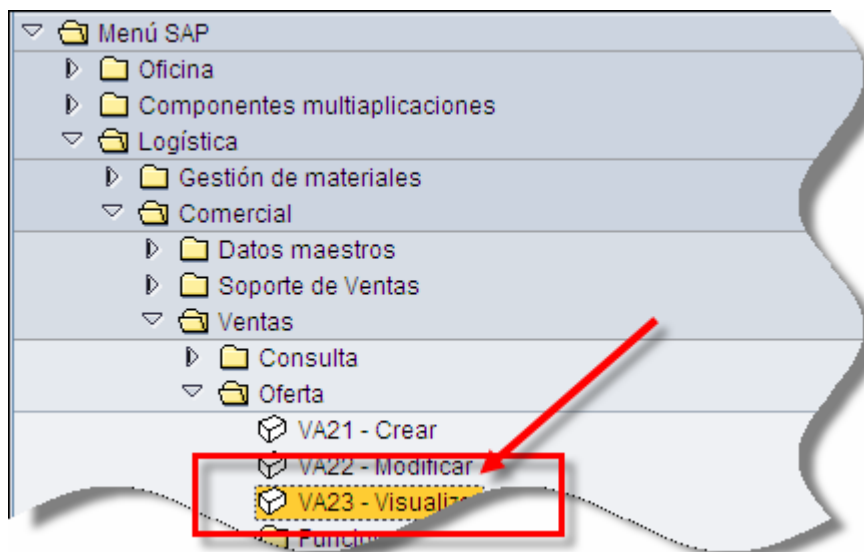 Menú SAP
Oficina
Componentes multiaplicaciones
Logística
Gestión de materiales
Comercial
Datos maestros
Soporte de Ventas
Ventas
Consulta
Oferta
VA21 - Crear
VA22 - Modificar
VA23 -